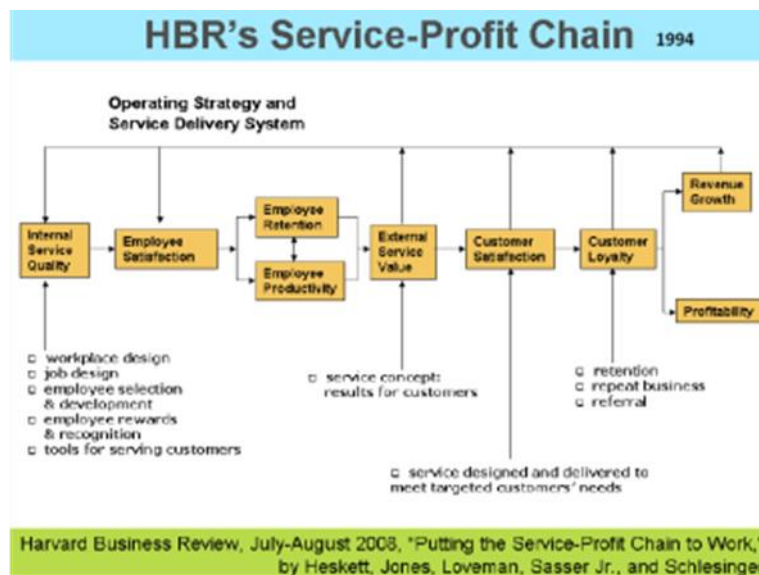 HBR's Service-Profit Chain 1994
Operating Strategy and
Service Delivery System
Internal
Service
Quality
Employee
Satisfaction
Employee
Retention
Employee
Productivity
External
Service
Value
Customer
Satisfaction
Customer
Loyalty
Revenue
Growth
Profitability
workplace design
job design
employee selection
& development
employee rewards
& recognition
tools for serving customers
service concept:
results for customers
service designed and delivered to
meet targeted customers' needs
retention
repeat business
referral
Harvard Business Review, July-August 2008, "Putting the Service-Profit Chain to Work,"
by Heskett, Jones, Loveman, Sasser Jr., and Schlesinger